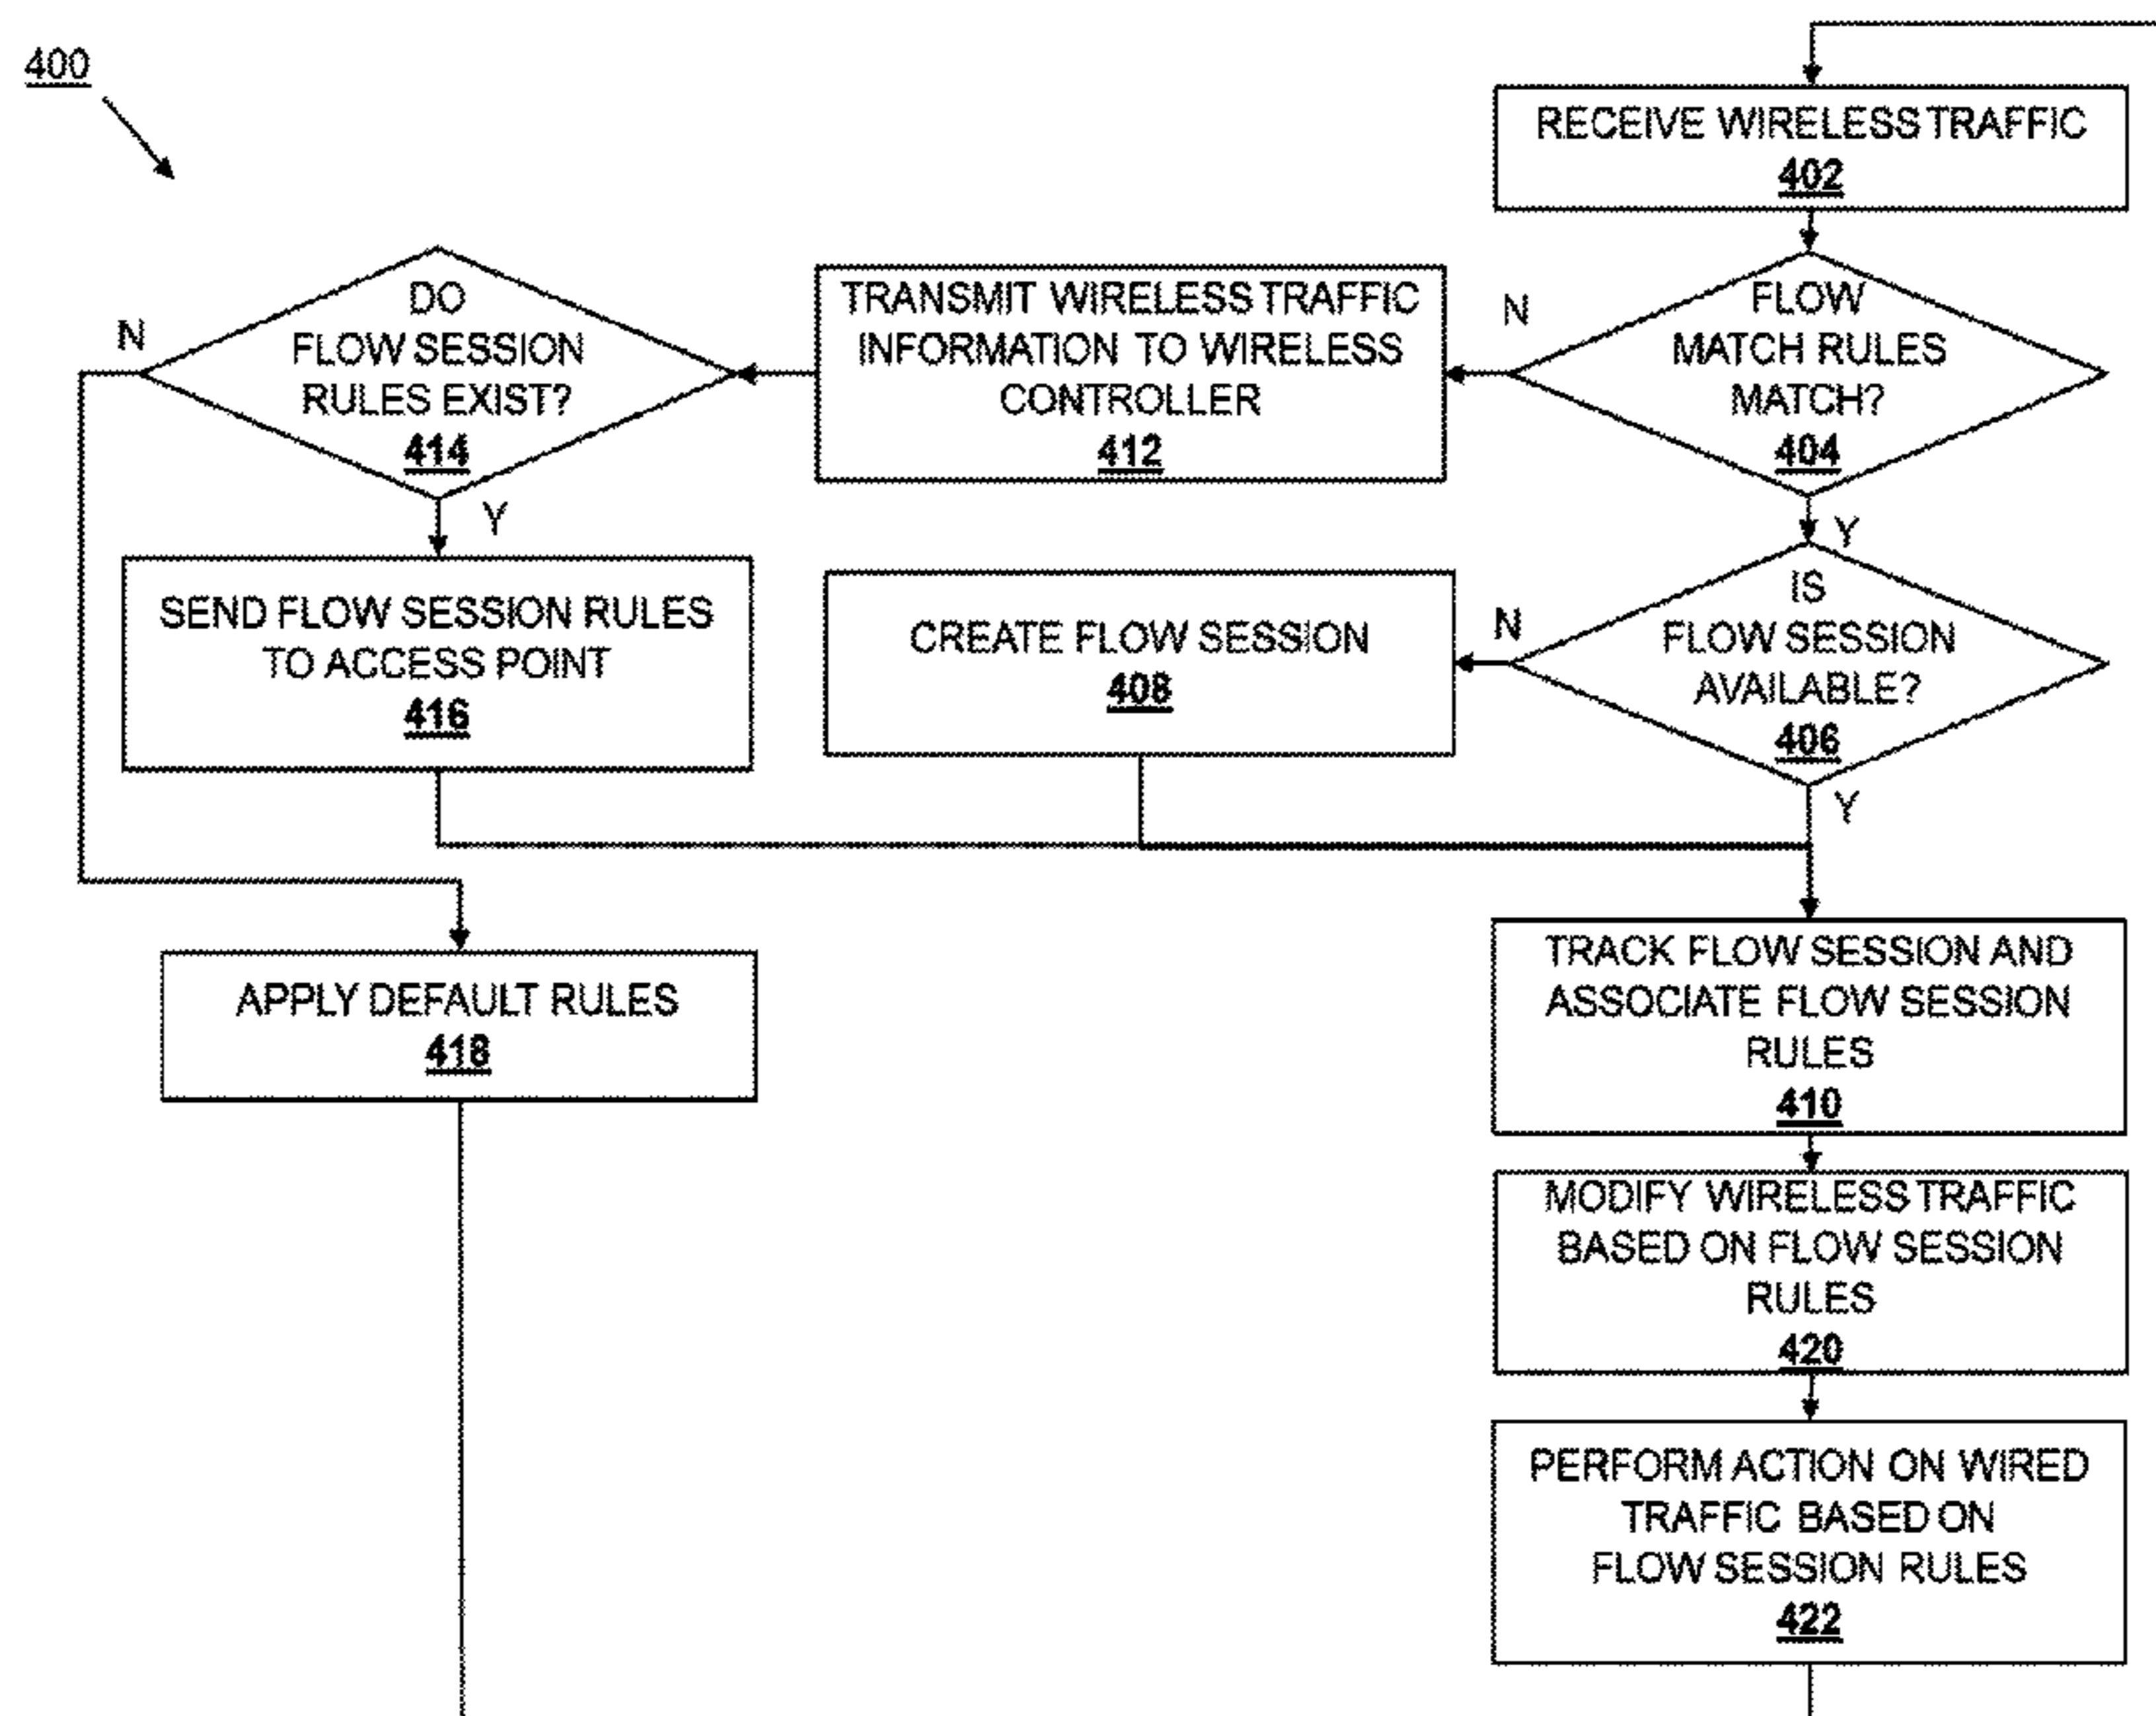 400
RECEIVE WIRELESS TRAFFIC
402
FLOW
MATCH RULES
MATCH?
404
N
Y
TRANSMIT WIRELESS TRAFFIC
INFORMATION TO WIRELESS
CONTROLLER
412
DO
FLOW SESSION
RULES EXIST?
414
N
Y
SEND FLOW SESSION RULES
TO ACCESS POINT
416
IS
FLOW SESSION
AVAILABLE?
406
N
Y
CREATE FLOW SESSION
408
APPLY DEFAULT RULES
418
TRACK FLOW SESSION AND
ASSOCIATE FLOW SESSION
RULES
410
MODIFY WIRELESS TRAFFIC
BASED ON FLOW SESSION
RULES
420
PERFORM ACTION ON WIRED
TRAFFIC BASED ON
FLOW SESSION RULES
422